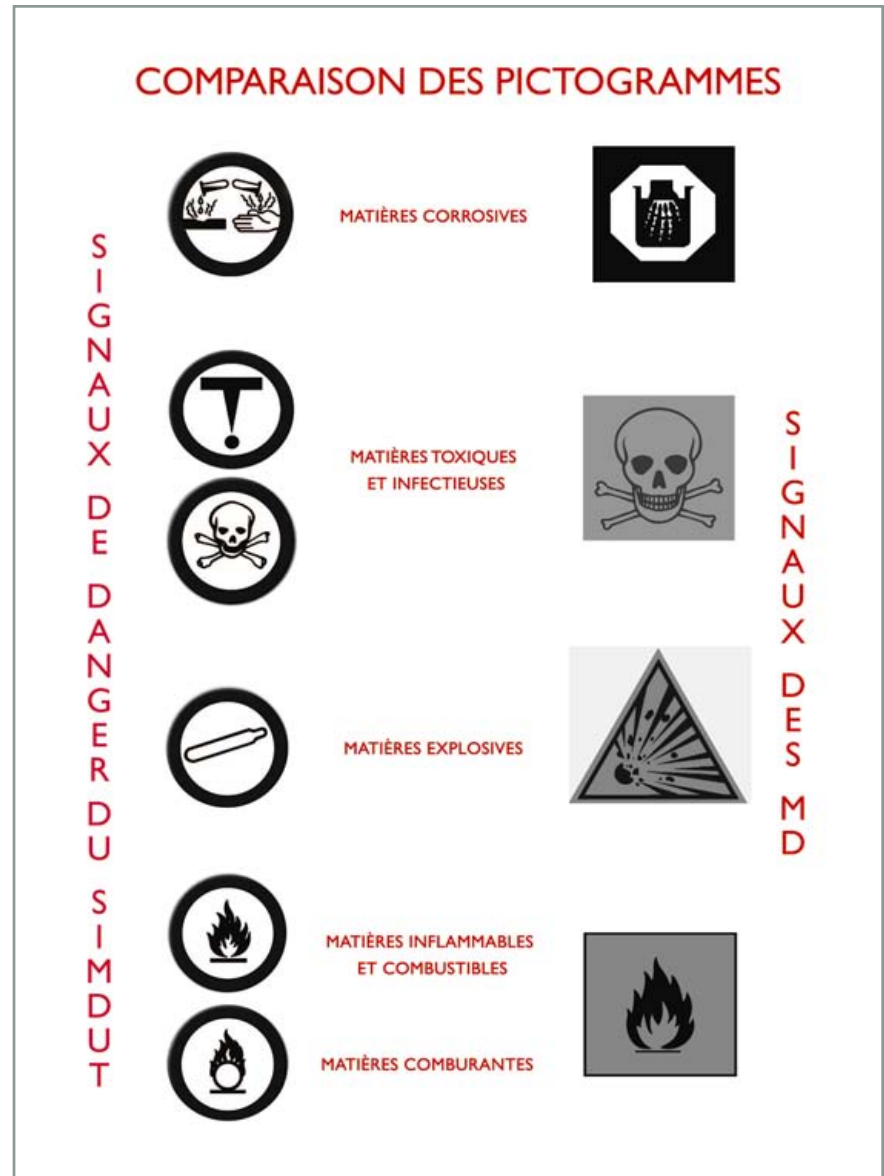 COMPARAISON DES PICTOGRAMMES
SIGNAUX DE DANGER DU SIMDUT
MATIÈRES CORROSIVES
MATIÈRES TOXIQUES
ET INFECTIEUSES
MATIÈRES EXPLOSIVES
MATIÈRES INFLAMMABLES
ET COMBUSTIBLES
MATIÈRES COMBURANTES
SIGNAUX DES MD